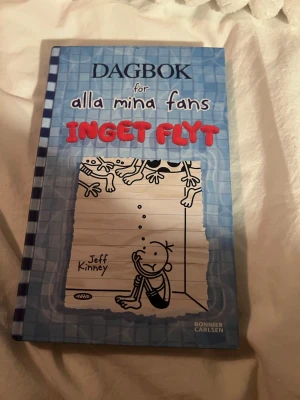 DAGBOK
för
alla mina fans
INGET FLYT
Jeff
Kinney
BONNIER
CARLSEN